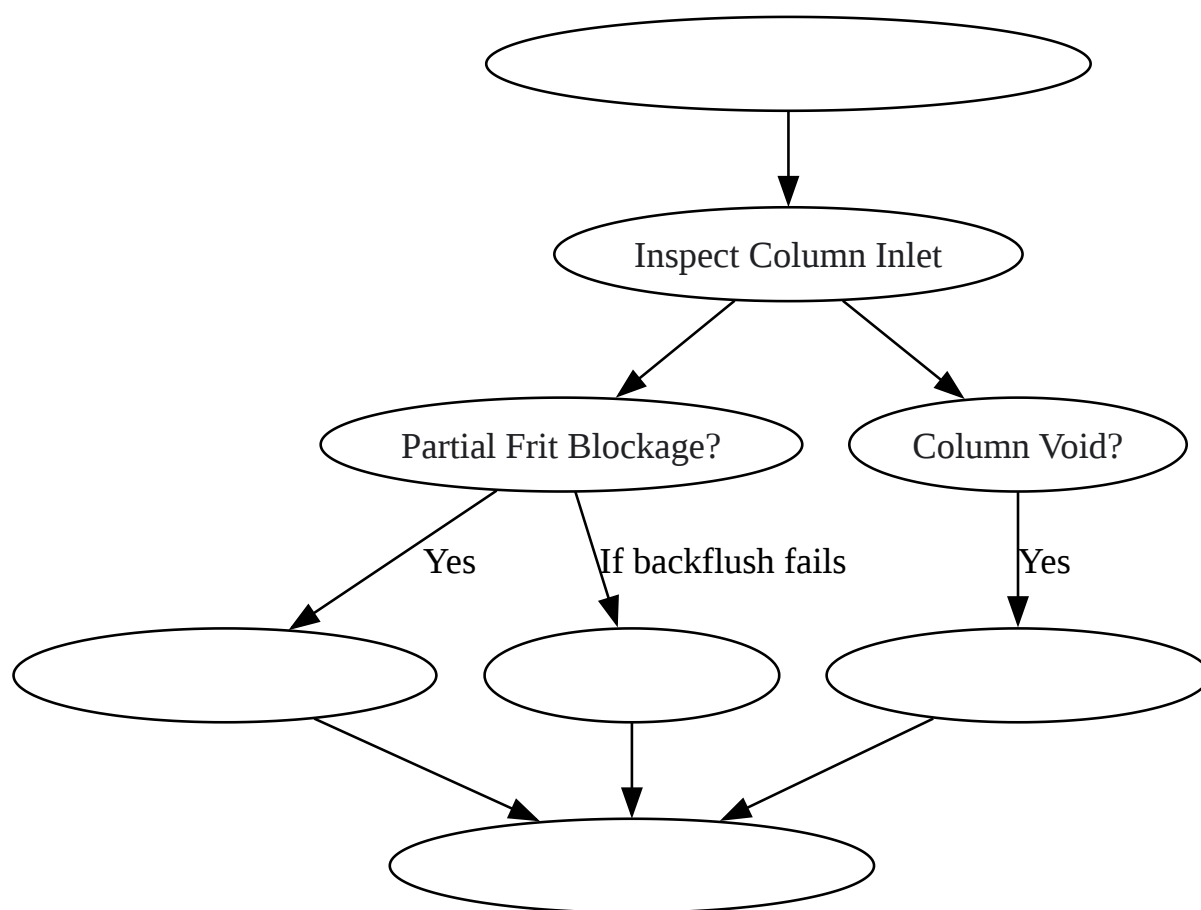 Inspect Column Inlet
Partial Frit Blockage?
Column Void?
Yes
If backflush fails
Yes